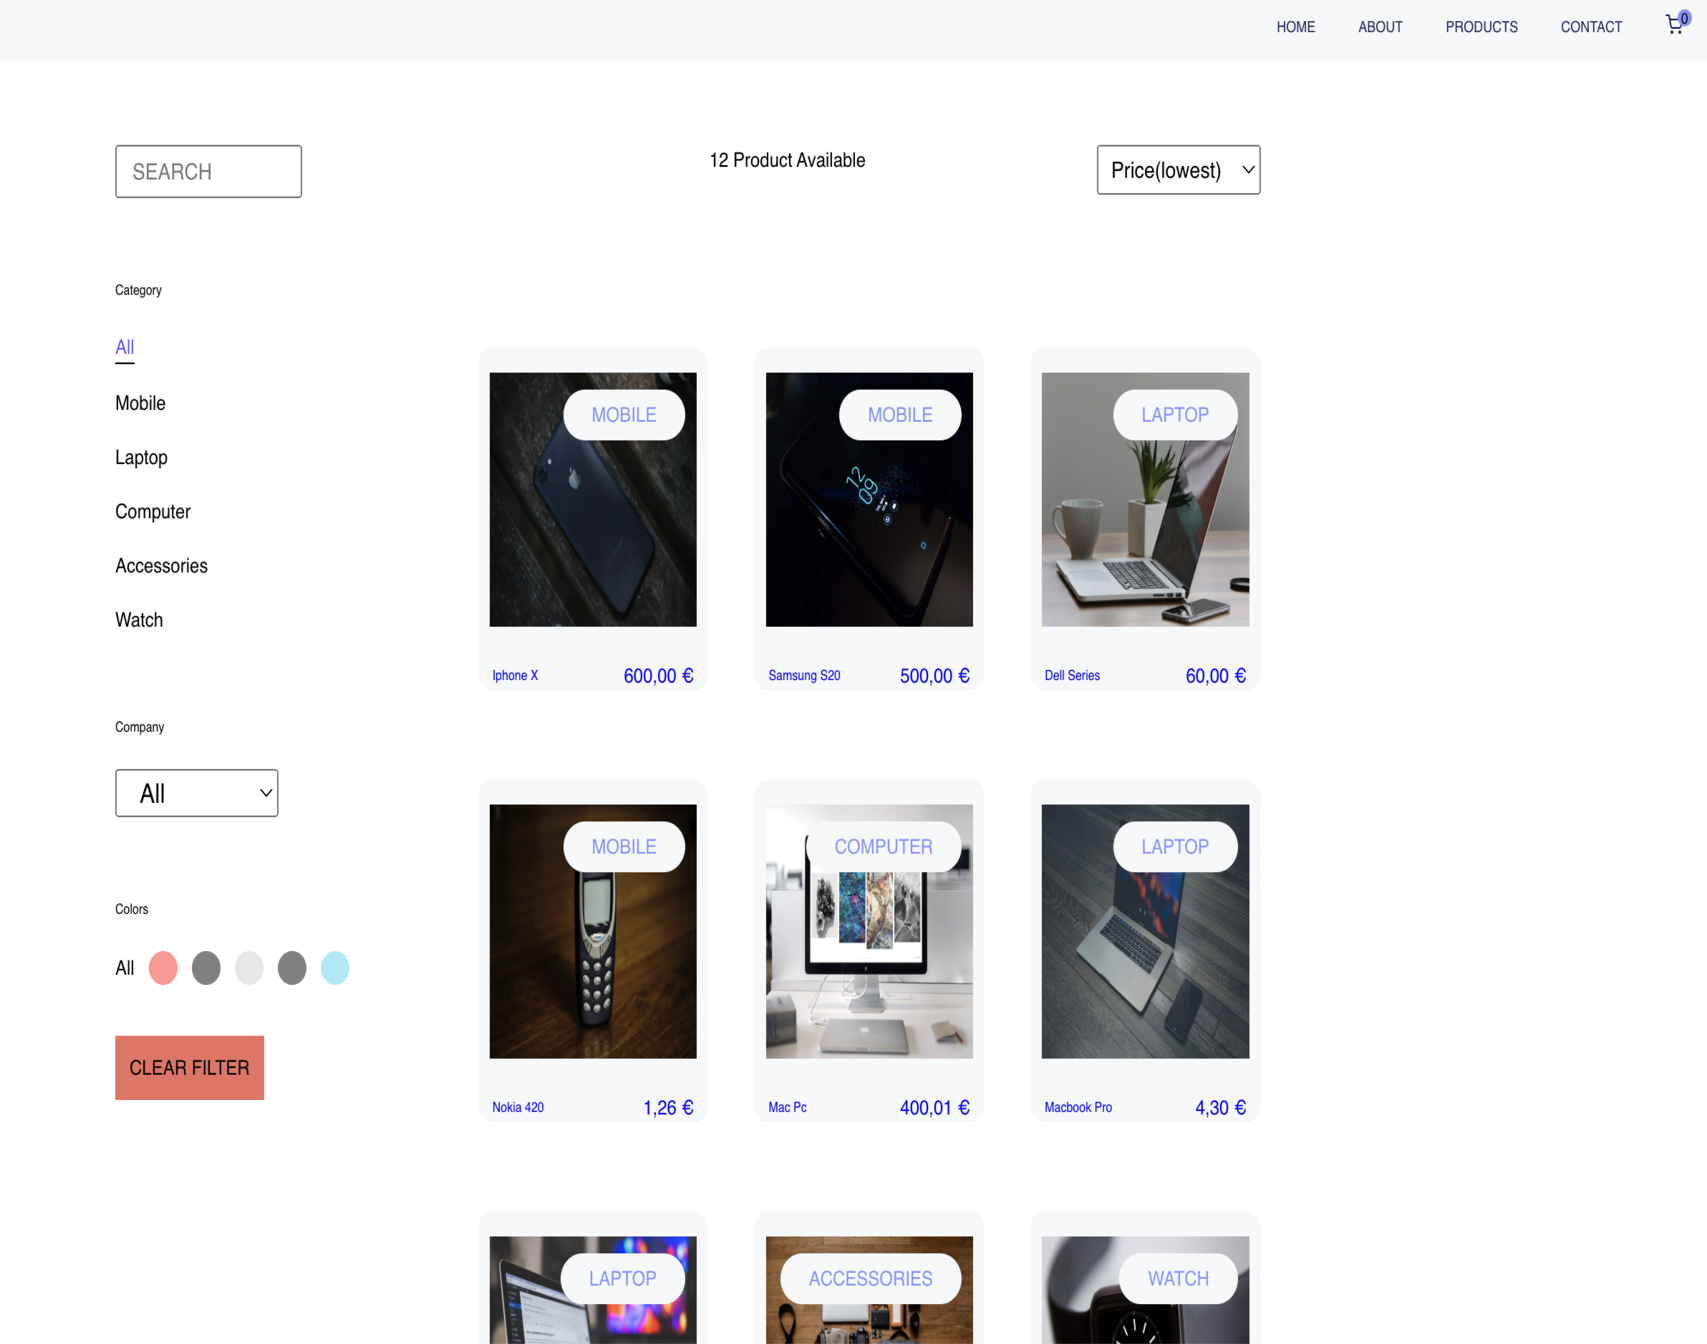 HOME ABOUT PRODUCTS CONTACT 0
SEARCH
12 Product Available
Price(lowest)
Category
All
Mobile
Laptop
Computer
Accessories
Watch
Company
All
Colors
All
CLEAR FILTER
MOBILE
12
09
Iphone X 600,00 €
MOBILE
Samsung S20 500,00 €
LAPTOP
Dell Series 60,00 €
MOBILE
Nokia 420 1,26 €
COMPUTER
Mac Pc 400,01 €
LAPTOP
Macbook Pro 4,30 €
LAPTOP
ACCESSORIES
WATCH